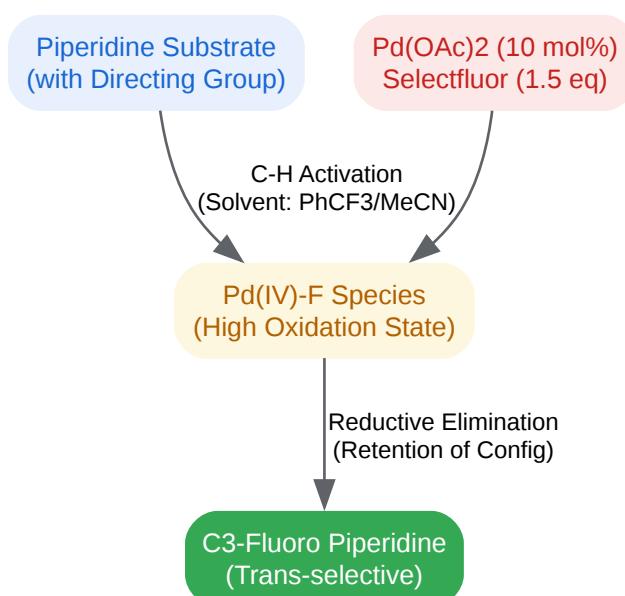 Piperidine Substrate
(with Directing Group)
Pd(OAc)2 (10 mol%)
Selectfluor (1.5 eq)
C-H Activation
(Solvent: PhCF3/MeCN)
Pd(IV)-F Species
(High Oxidation State)
Reductive Elimination
(Retention of Config)
C3-Fluoro Piperidine
(Trans-selective)